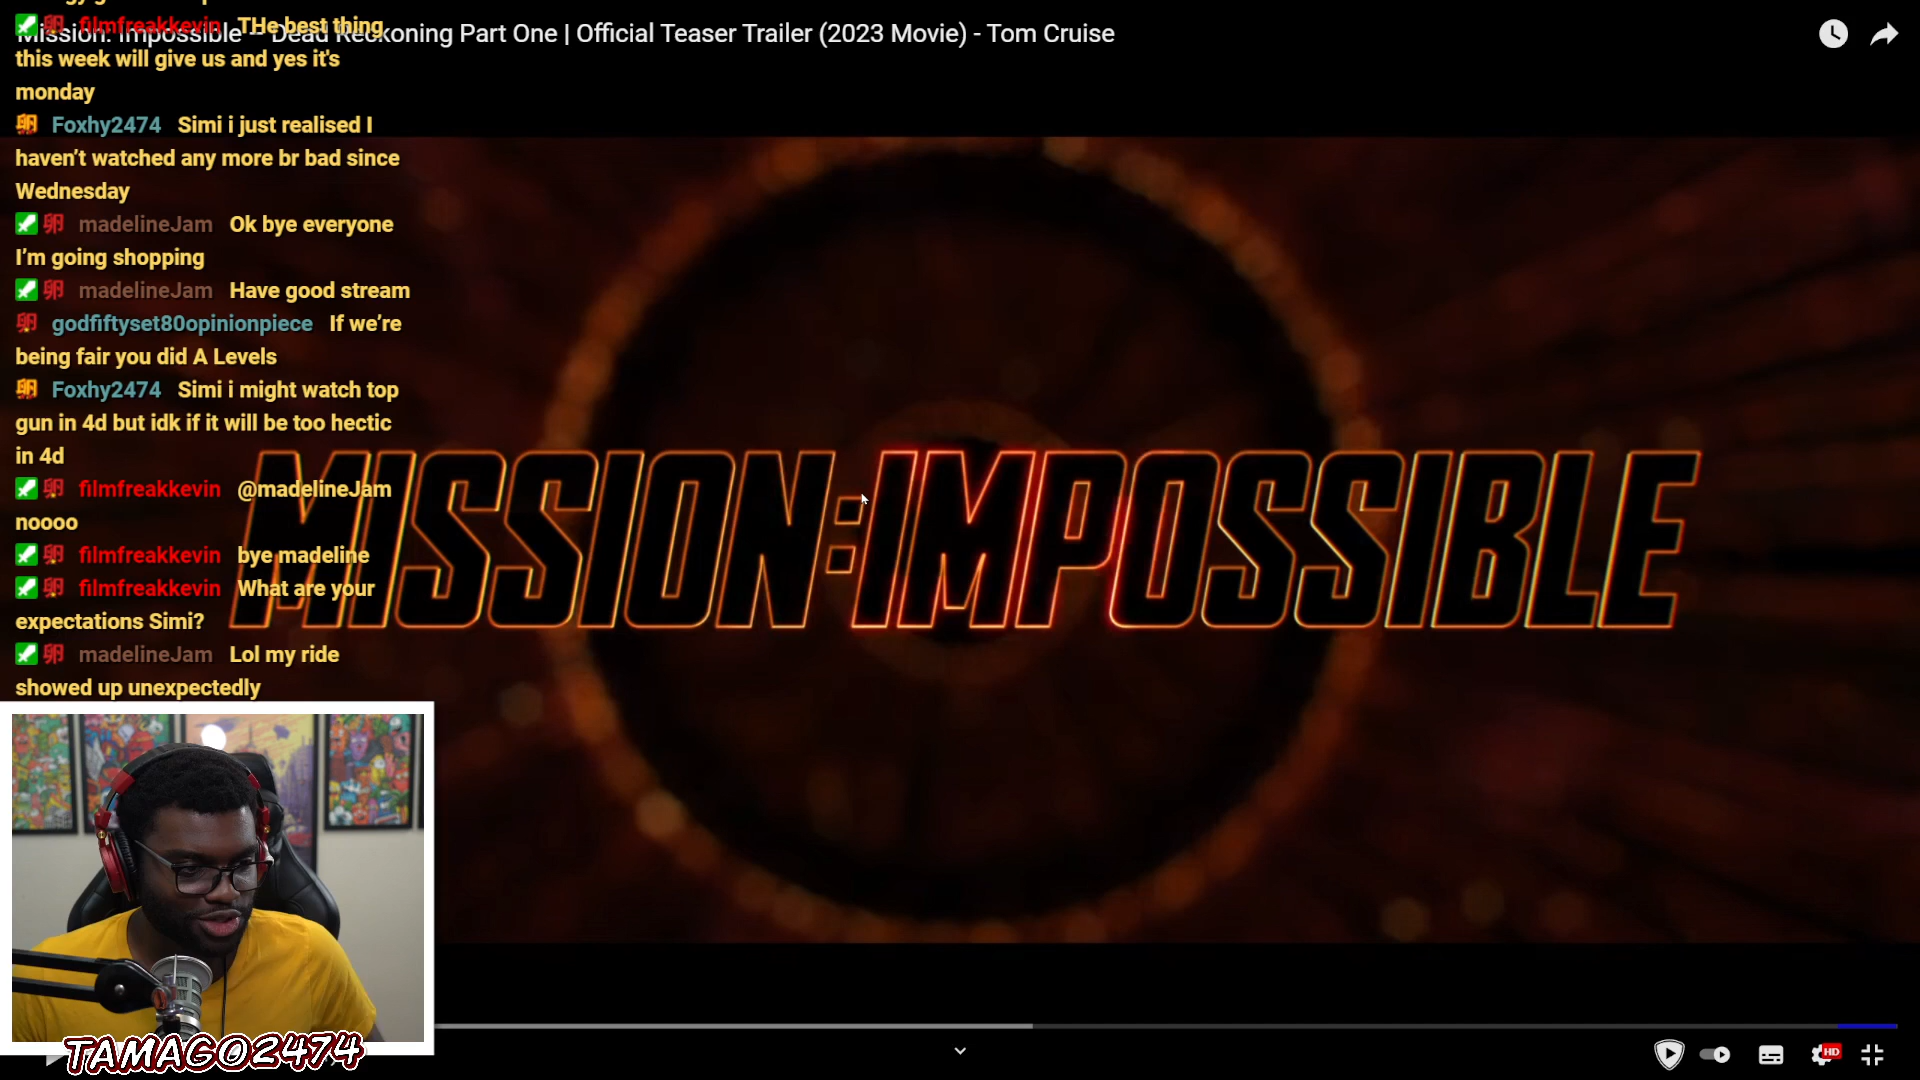 Mission: Impossible – Dead Reckoning Part One | Official Teaser Trailer (2023 Movie) - Tom Cruise
filmfreakkevin THe best thing
this week will give us and yes it's
monday
Foxhy2474 Simi i just realised I
haven’t watched any more br bad since
Wednesday
madelineJam Ok bye everyone
I’m going shopping
madelineJam Have good stream
godfiftyset80opinionpiece If we’re
being fair you did A Levels
Foxhy2474 Simi i might watch top
gun in 4d but idk if it will be too hectic
in 4d
filmfreakkevin @madelineJam
noooo
filmfreakkevin bye madeline
filmfreakkevin What are your
expectations Simi?
madelineJam Lol my ride
showed up unexpectedly
MISSION:IMPOSSIBLE
TAMAGO2474
HD